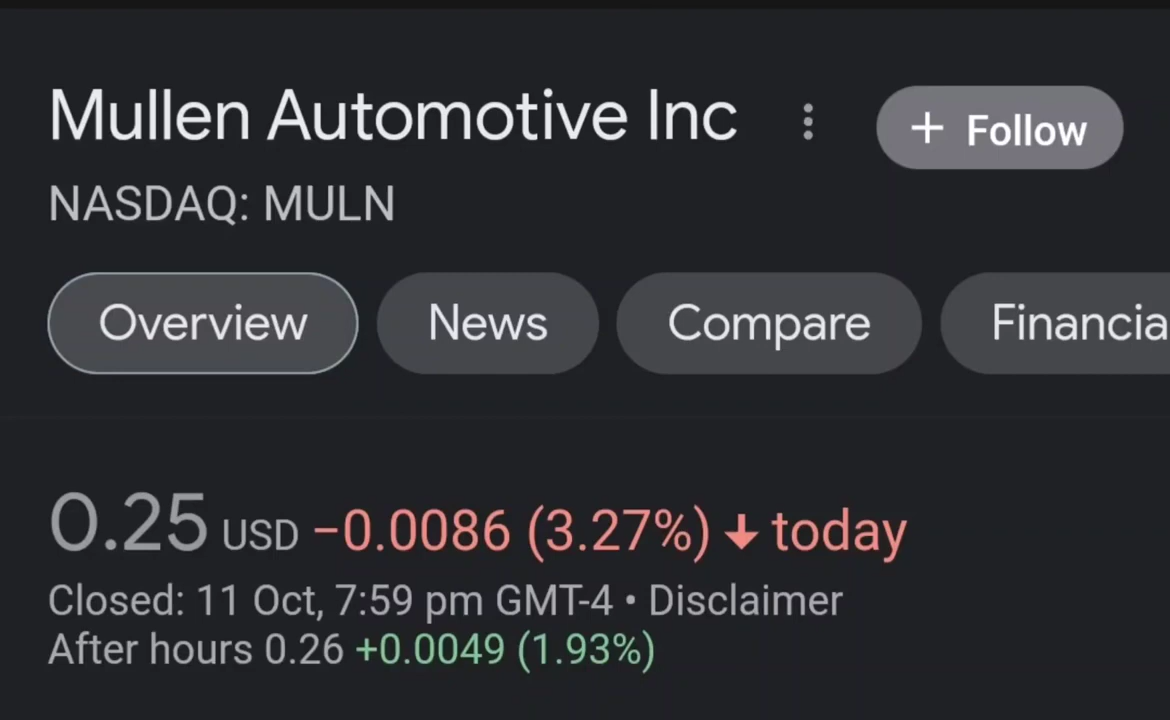 Mullen Automotive Inc
+ Follow
NASDAQ: MULN
Overview News Compare Financia
0.25 USD −0.0086 (3.27%) ↓ today
Closed: 11 Oct, 7:59 pm GMT-4 • Disclaimer
After hours 0.26 +0.0049 (1.93%)